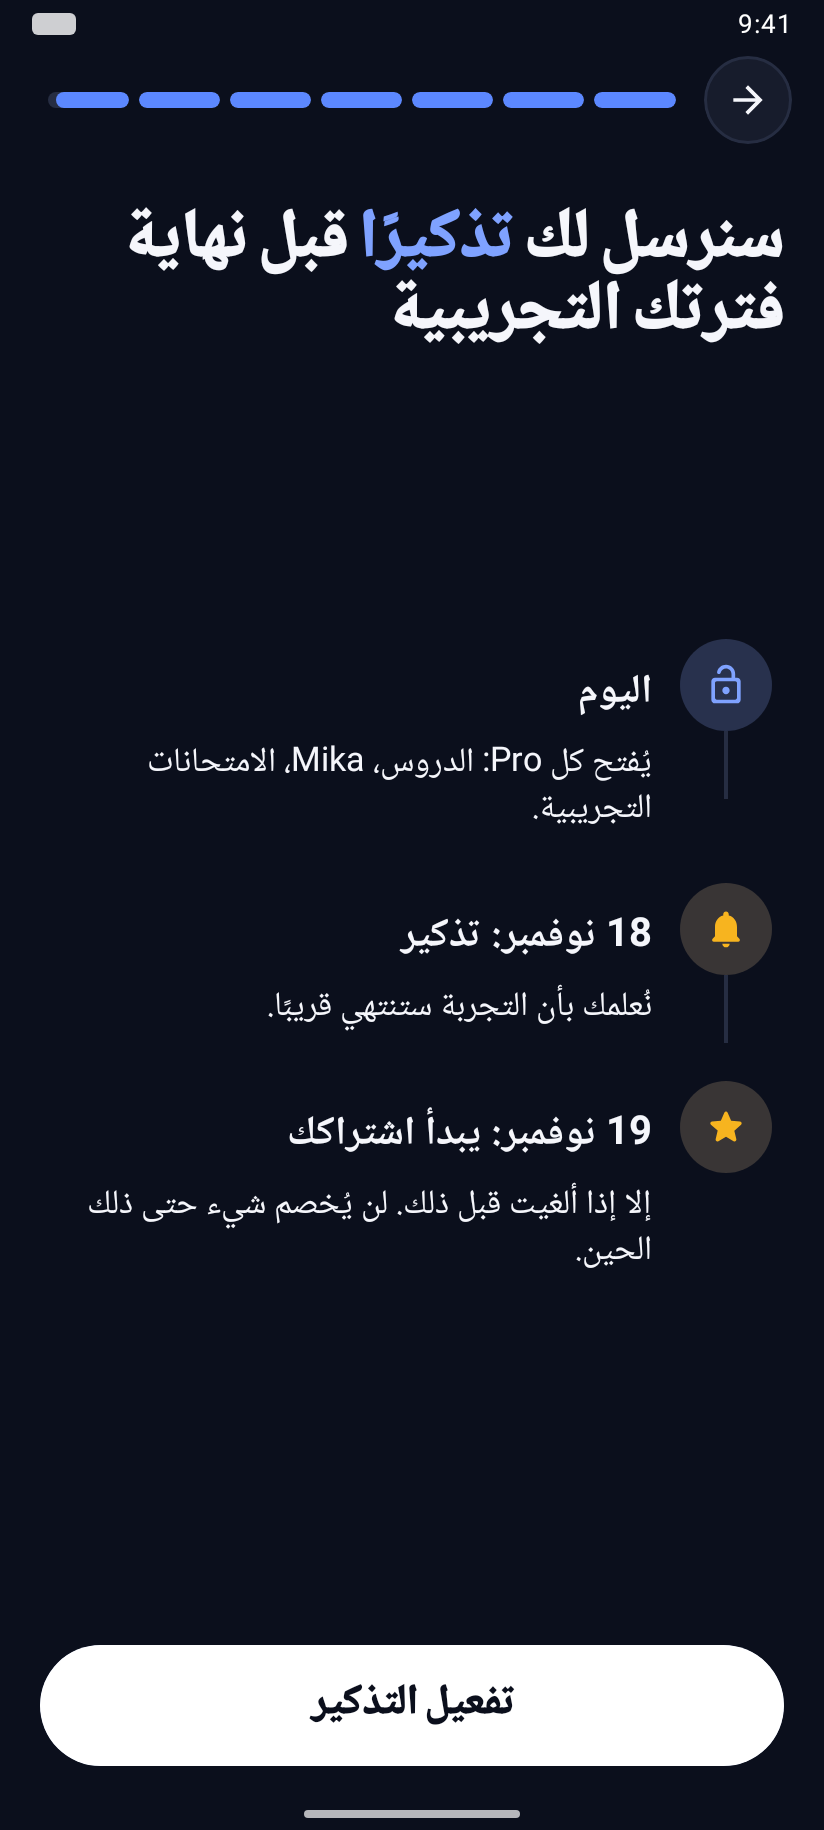 9:41
سنرسل لك تذكيرًا قبل نهاية
فترتك التجريبية
اليوم
يُفتح كل Pro: الدروس، Mika، الامتحانات
التجريبية.
18 نوفمبر: تذكير
نُعلمك بأن التجربة ستنتهي قريبًا.
19 نوفمبر: يبدأ اشتراكك
إلا إذا ألغيت قبل ذلك. لن يُخصم شيء حتى ذلك
الحين.
تفعيل التذكير